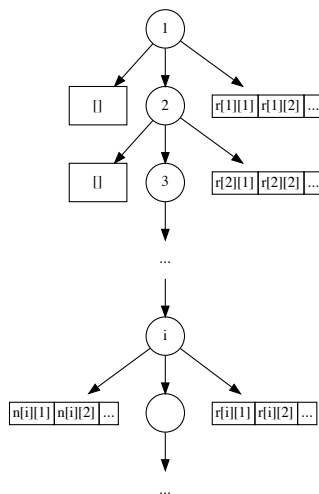 1
[] 2 r[1][1] r[1][2] ...
[] 3 r[2][1] r[2][2] ...
...
i
n[i][1] n[i][2] ... r[i][1] r[i][2] ...
...